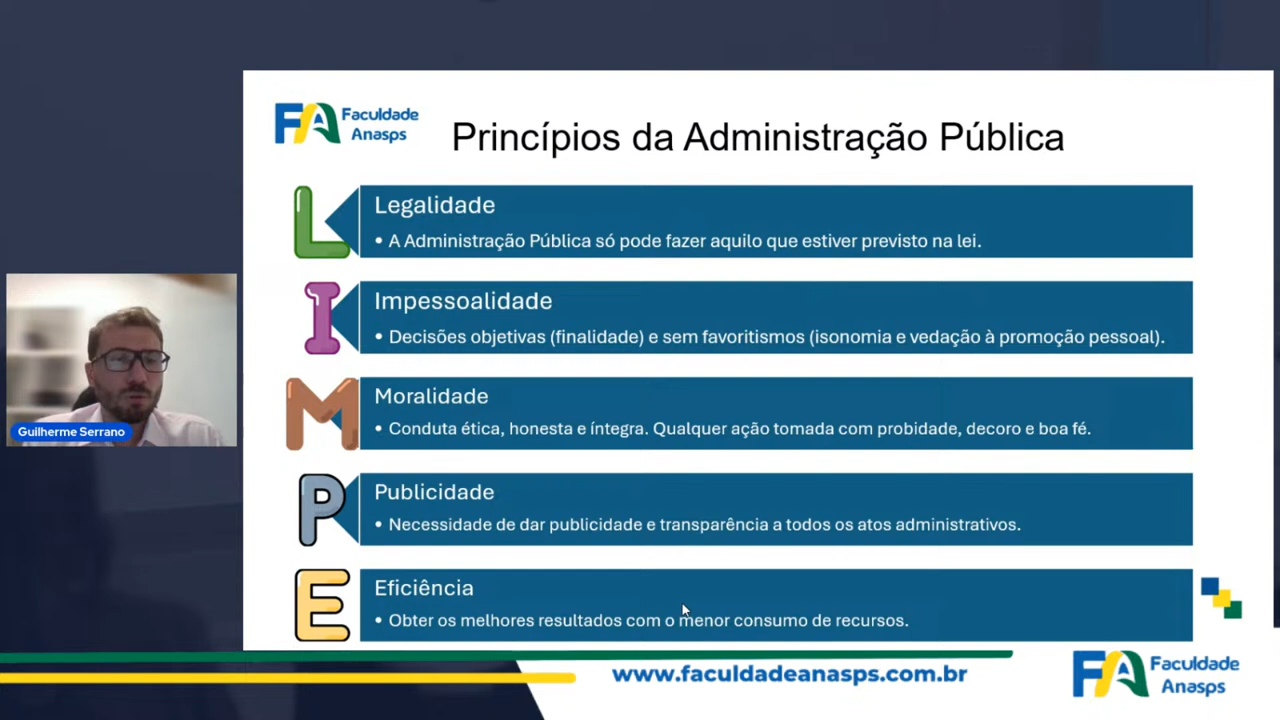 FA Faculdade
Anasps
Princípios da Administração Pública
L
Legalidade
• A Administração Pública só pode fazer aquilo que estiver previsto na lei.
I
Impessoalidade
• Decisões objetivas (finalidade) e sem favoritismos (isonomia e vedação à promoção pessoal).
M
Moralidade
• Conduta ética, honesta e íntegra. Qualquer ação tomada com probidade, decoro e boa fé.
P
Publicidade
• Necessidade de dar publicidade e transparência a todos os atos administrativos.
E
Eficiência
• Obter os melhores resultados com o menor consumo de recursos.
Guilherme Serrano
www.faculdadeanasps.com.br
FA Faculdade
Anasps